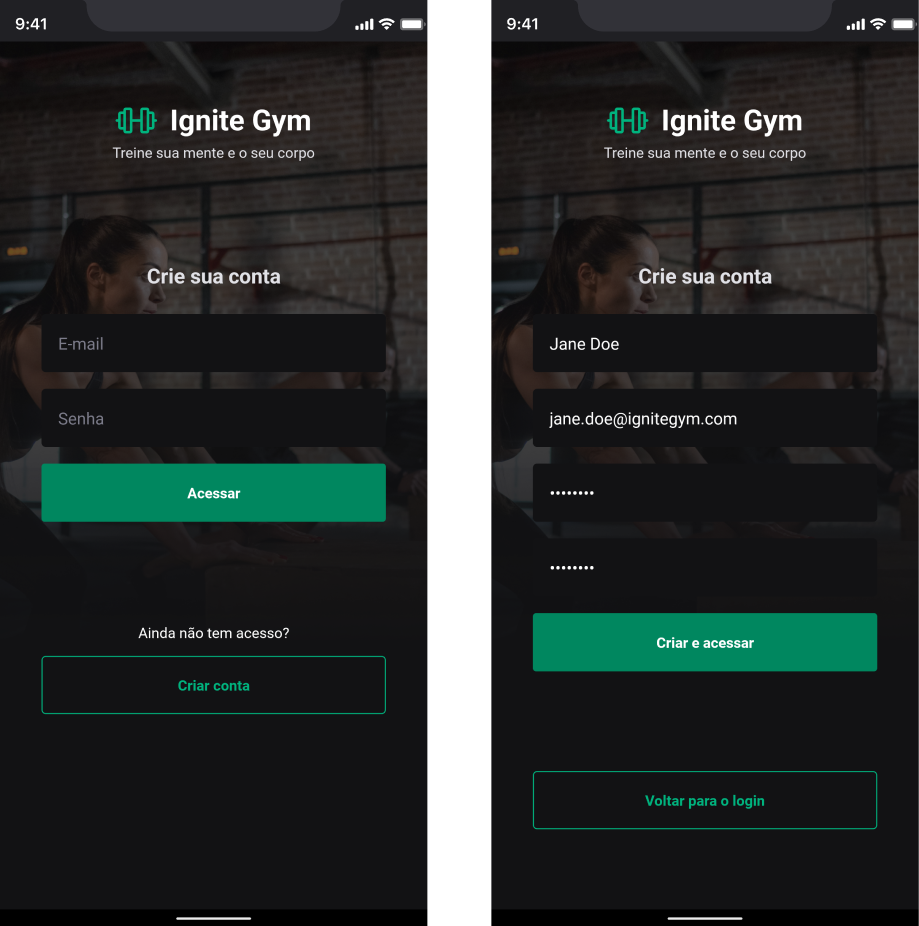 9:41
Ignite Gym
Treine sua mente e o seu corpo
Crie sua conta
E-mail
Senha
Acessar
Ainda não tem acesso?
Criar conta
9:41
Ignite Gym
Treine sua mente e o seu corpo
Crie sua conta
Jane Doe
jane.doe@ignitegym.com
••••••••
••••••••
Criar e acessar
Voltar para o login